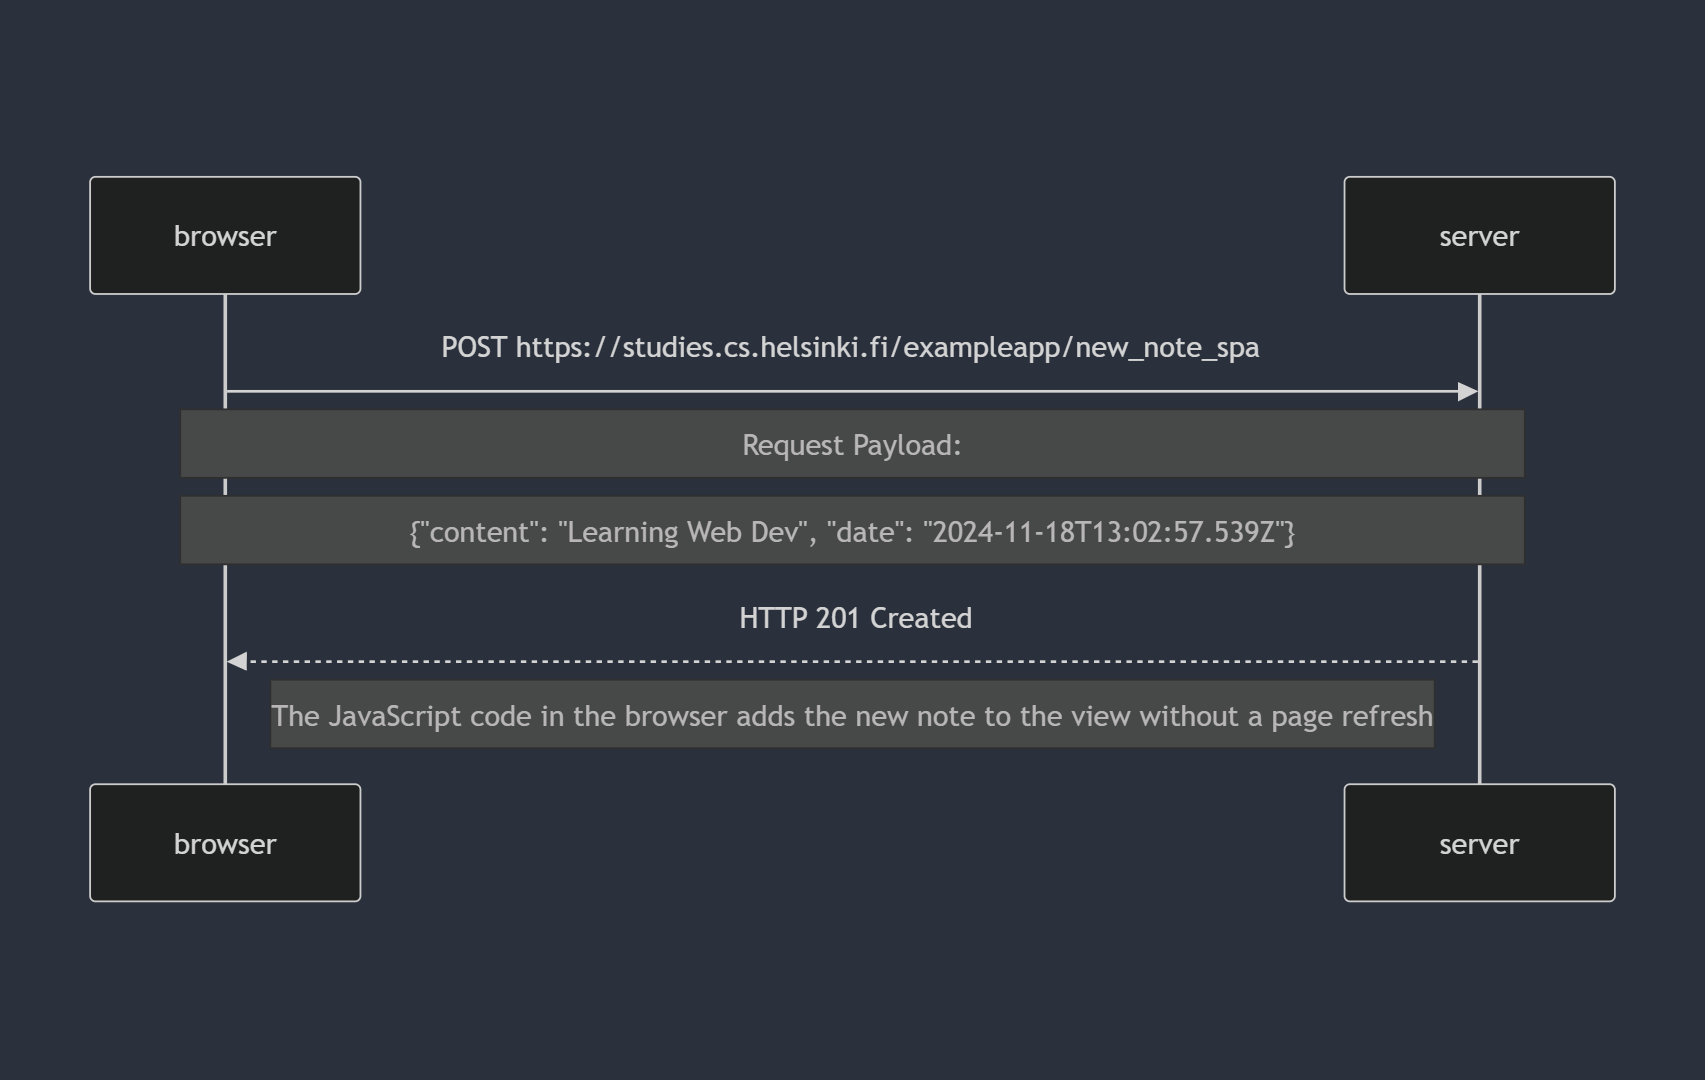 browser
server
POST https://studies.cs.helsinki.fi/exampleapp/new_note_spa
Request Payload:
{"content": "Learning Web Dev", "date": "2024-11-18T13:02:57.539Z"}
HTTP 201 Created
The JavaScript code in the browser adds the new note to the view without a page refresh
browser
server